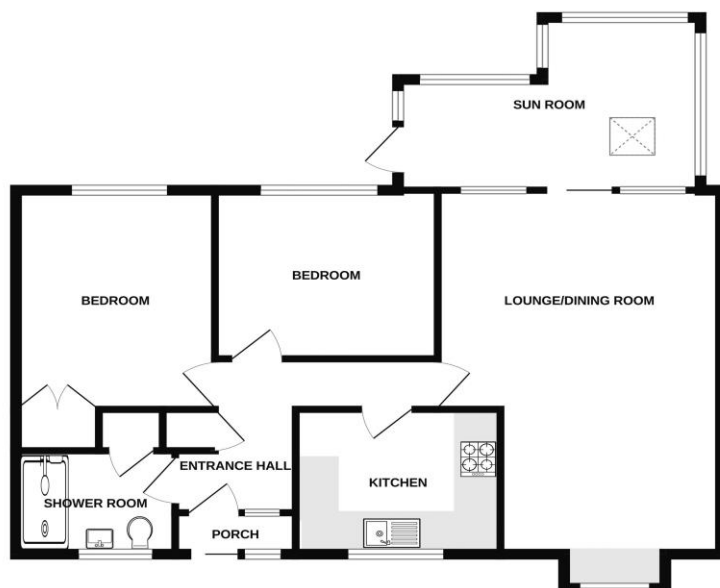 SUN ROOM
BEDROOM
BEDROOM
LOUNGE/DINING ROOM
ENTRANCE HALL
KITCHEN
SHOWER ROOM
PORCH